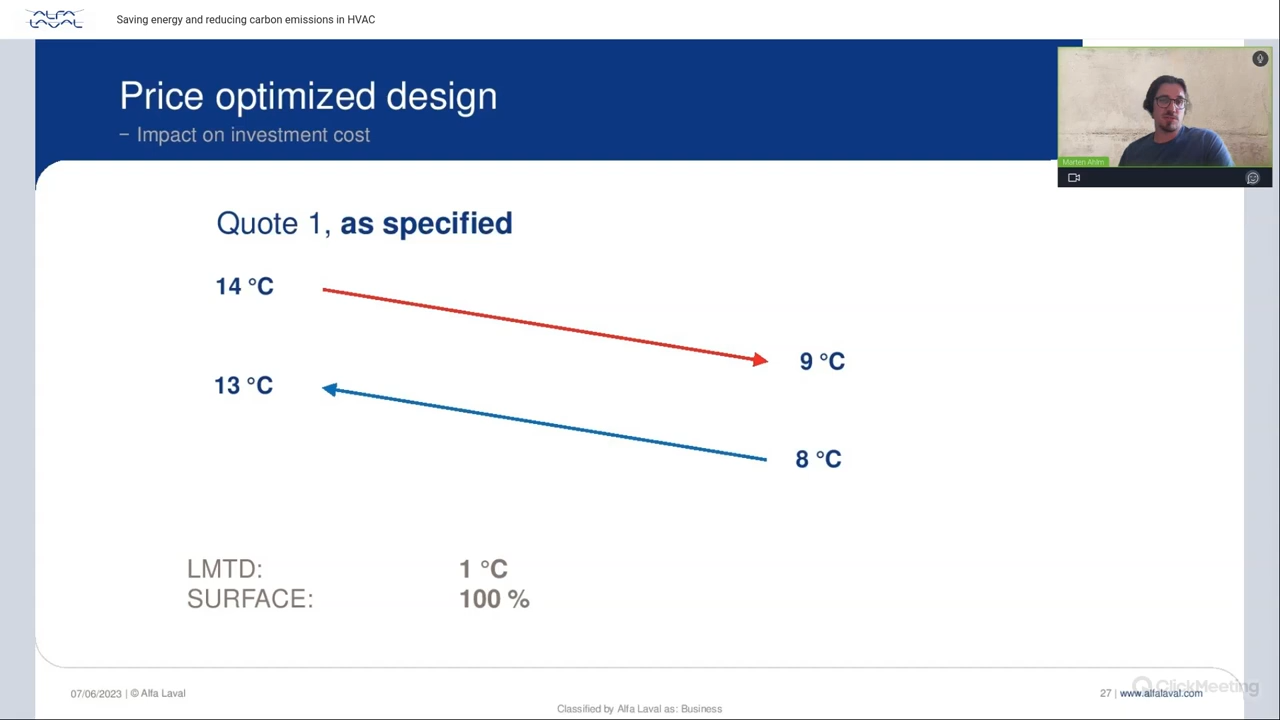 ALFA
LAVAL
Saving energy and reducing carbon emissions in HVAC
Price optimized design
– Impact on investment cost
Marten Ahlm
Quote 1, as specified
14 °C
9 °C
13 °C
8 °C
LMTD: 1 °C
SURFACE: 100 %
07/06/2023 | © Alfa Laval
27 | www.alfalaval.com
ClickMeeting
Classified by Alfa Laval as: Business